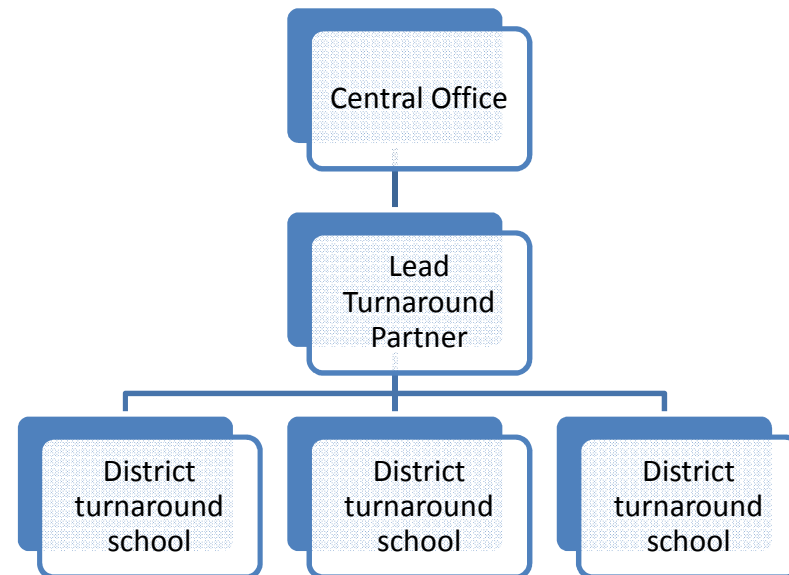 Central Office
Lead
Turnaround
Partner
District
turnaround
school
District
turnaround
school
District
turnaround
school